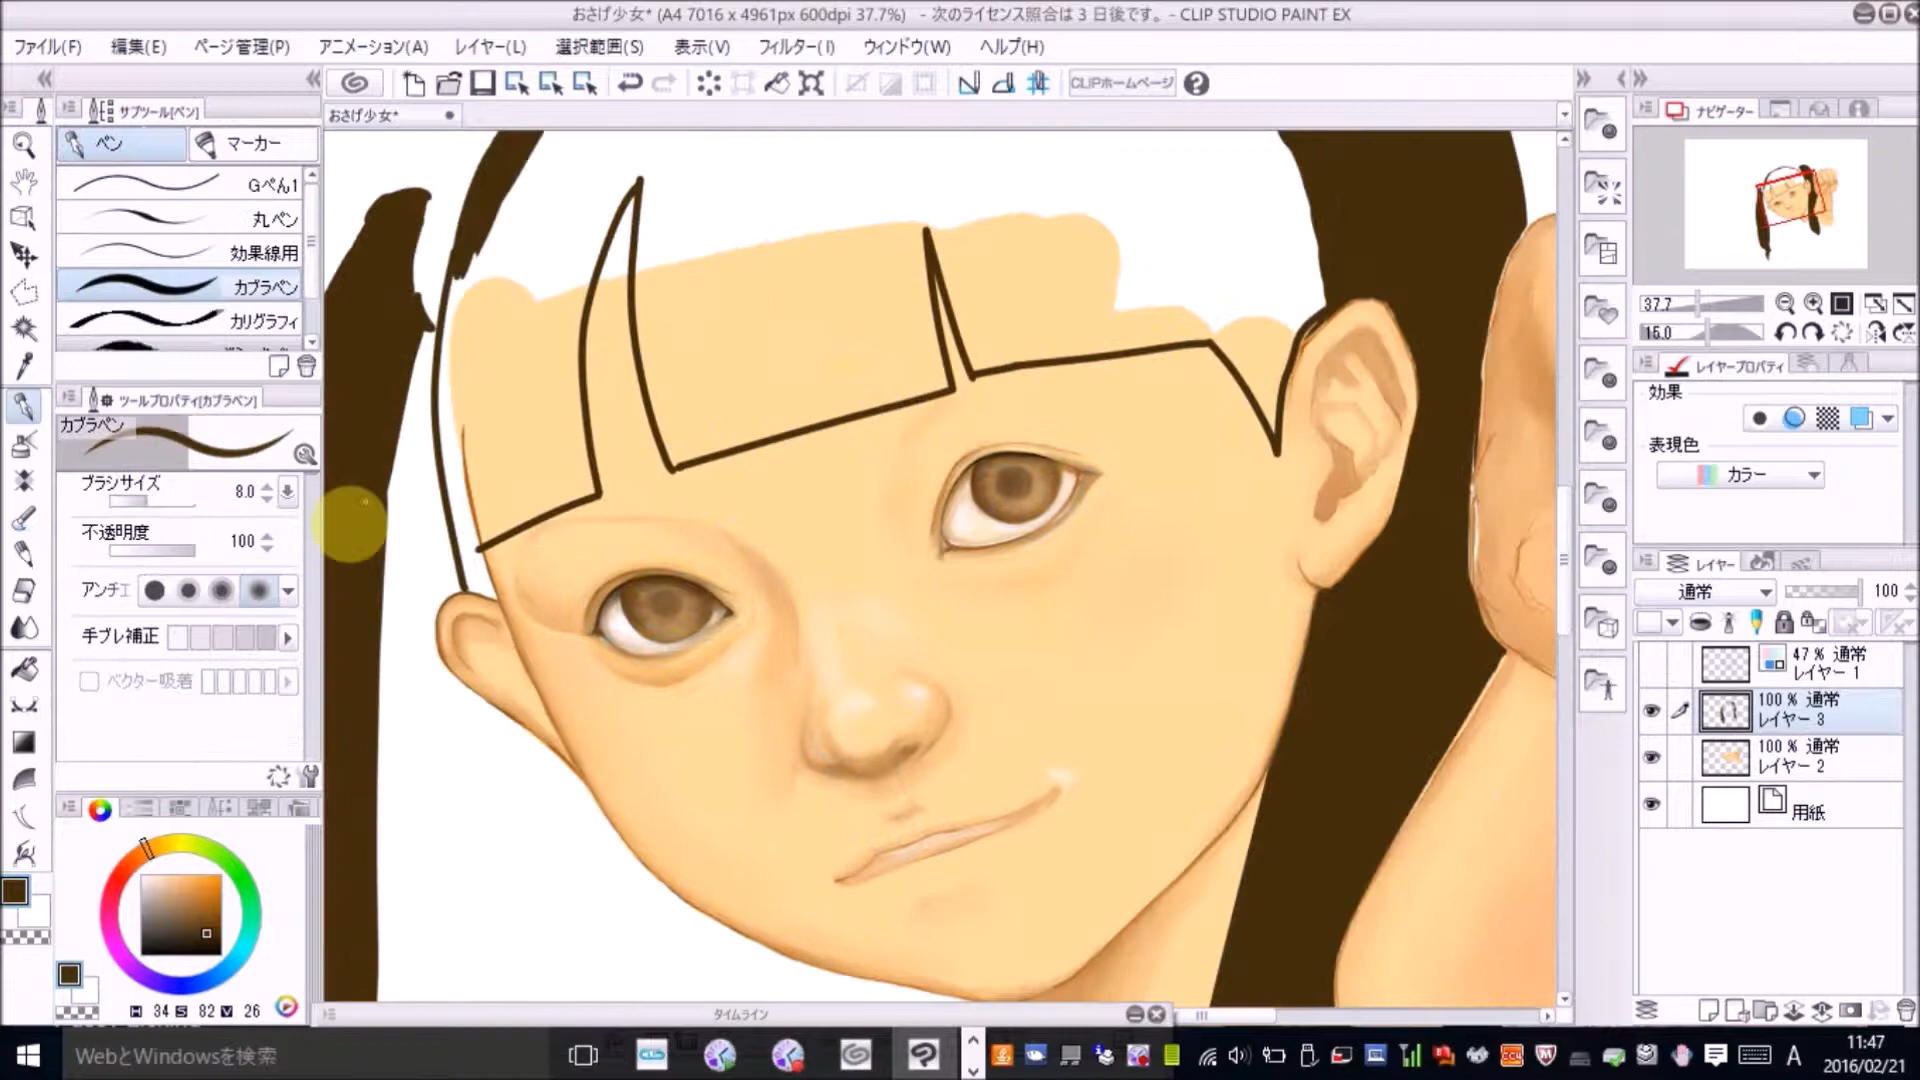 おさげ少女* (A4 7016 x 4961px 600dpi 37.7%) - 次のライセンス照合は 3 日後です。- CLIP STUDIO PAINT EX
ファイル(F) 編集(E) ページ管理(P) アニメーション(A) レイヤー(L) 選択範囲(S) 表示(V) フィルター(I) ウィンドウ(W) ヘルプ(H)
CLIPホームページ
サブツール[ペン]
おさげ少女*
ナビゲーター
ペン
マーカー
Gペん1
丸ペン
効果線用
カブラペン
カリグラフィ
37.7
15.0
レイヤープロパティ
効果
表現色
カラー
ツールプロパティ[カブラペン]
カブラペン
ブラシサイズ 8.0
不透明度 100
アンチエ
手ブレ補正
ベクター吸着
レイヤー
通常 100
47 % 通常
レイヤー 1
100 % 通常
レイヤー 3
100 % 通常
レイヤー 2
用紙
H 34 S 82 V 26
タイムライン
WebとWindowsを検索
A
11:47
2016/02/21